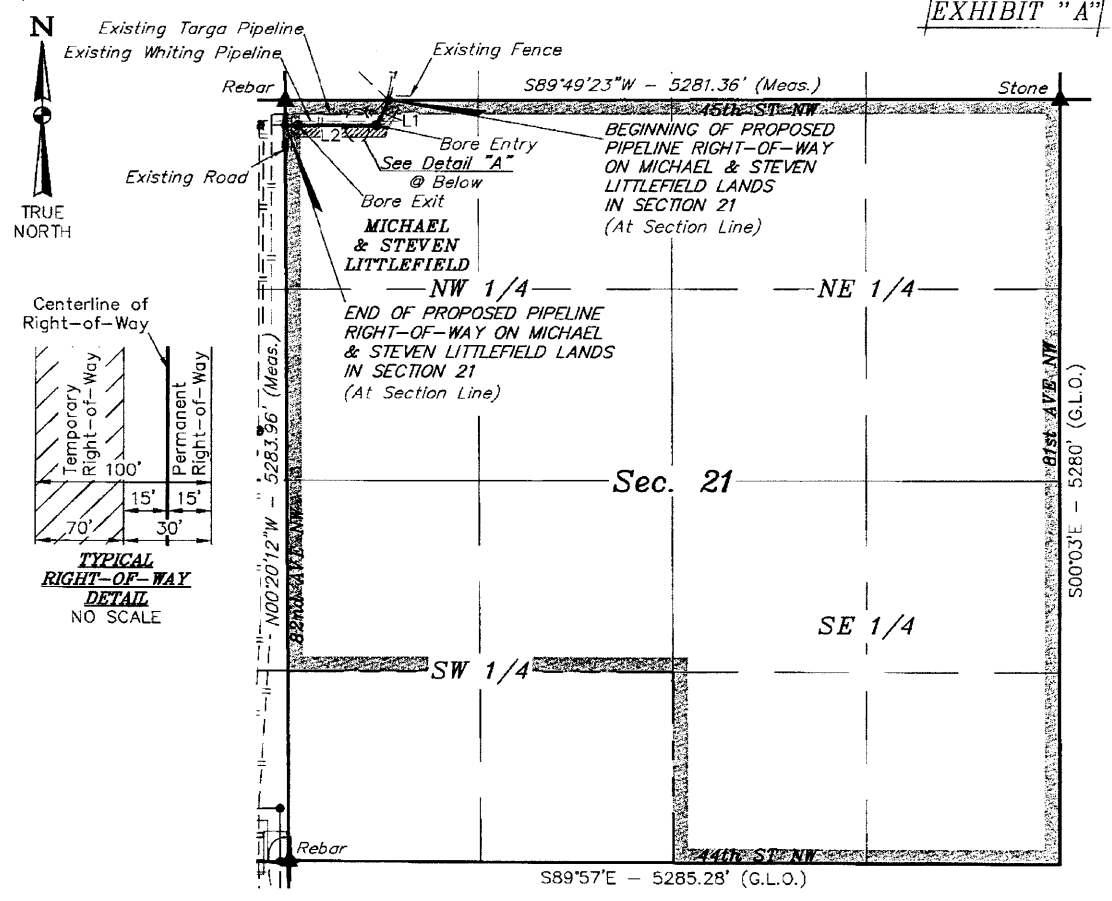 EXHIBIT "A"
N
TRUE
NORTH
Existing Targa Pipeline
Existing Whiting Pipeline
Existing Fence
Rebar
S89°49'23"W - 5281.36' (Meas.)
Stone
45th ST NW
L1
L2
Bore Entry
See Detail "A"
@ Below
Existing Road
Bore Exit
BEGINNING OF PROPOSED
PIPELINE RIGHT-OF-WAY
ON MICHAEL & STEVEN
LITTLEFIELD LANDS
IN SECTION 21
(At Section Line)
MICHAEL
& STEVEN
LITTLEFIELD
NW 1/4
NE 1/4
END OF PROPOSED PIPELINE
RIGHT-OF-WAY ON MICHAEL
& STEVEN LITTLEFIELD LANDS
IN SECTION 21
(At Section Line)
Centerline of
Right-of-Way
Temporary
Right-of-Way
Permanent
Right-of-Way
100'
15'
15'
70'
30'
TYPICAL
RIGHT-OF-WAY
DETAIL
NO SCALE
N00°20'12"W - 5283.96' (Meas.)
82nd AVE NW
Sec. 21
81st AVE NW
S00°03'E - 5280' (G.L.O.)
SW 1/4
SE 1/4
Rebar
44th ST NW
S89°57'E - 5285.28' (G.L.O.)